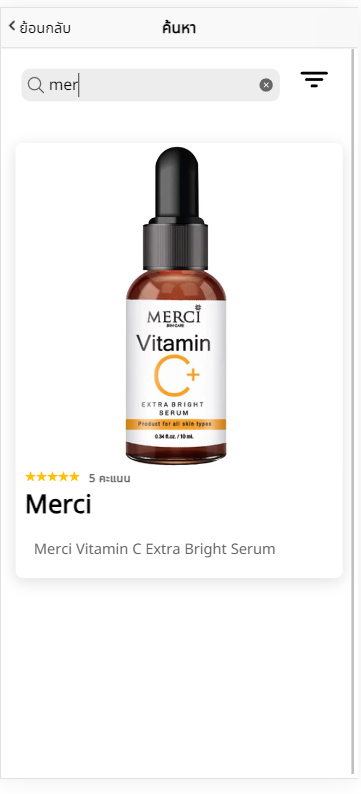 ย้อนกลับ
ค้นหา
mer
MERCI
SKIN CARE
Vitamin
C+
EXTRA BRIGHT
SERUM
Product for all skin types
0.34 fl.oz. / 10 mL
5 คะแนน
Merci
Merci Vitamin C Extra Bright Serum